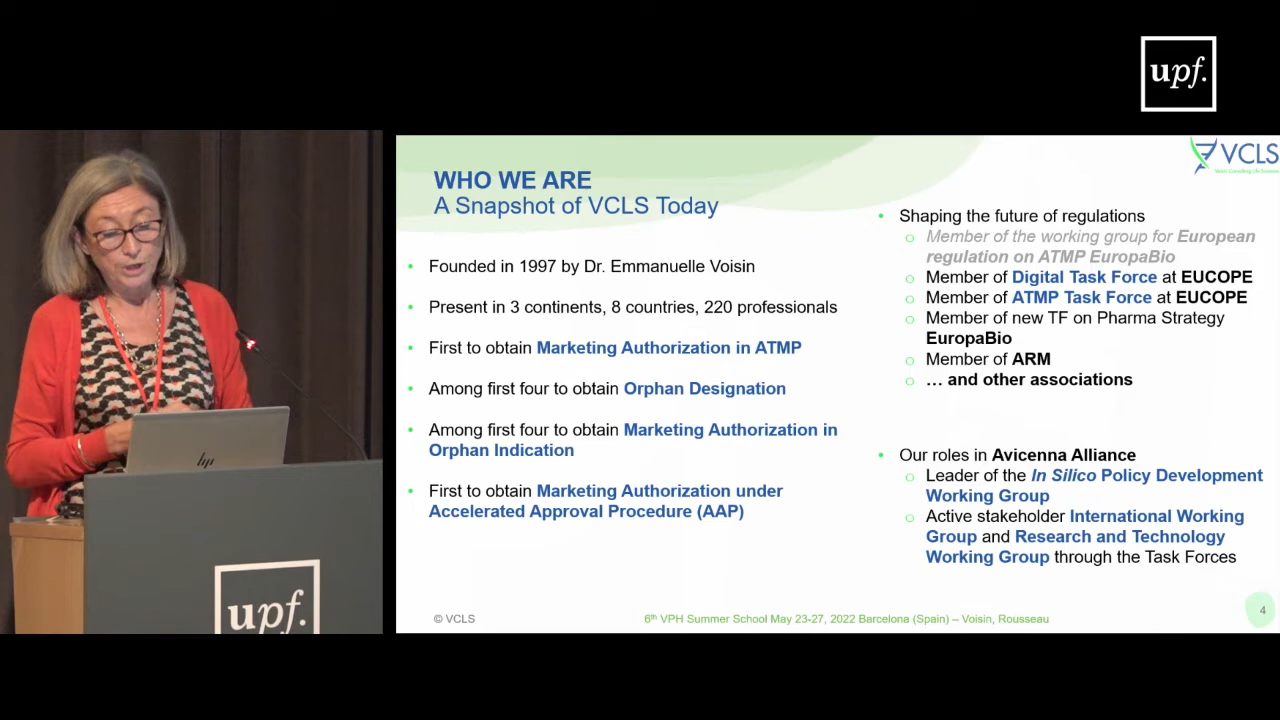 upf.
VCLS
WHO WE ARE
A Snapshot of VCLS Today
• Founded in 1997 by Dr. Emmanuelle Voisin
• Present in 3 continents, 8 countries, 220 professionals
• First to obtain Marketing Authorization in ATMP
• Among first four to obtain Orphan Designation
• Among first four to obtain Marketing Authorization in
Orphan Indication
• First to obtain Marketing Authorization under
Accelerated Approval Procedure (AAP)
• Shaping the future of regulations
o Member of the working group for European
regulation on ATMP EuropaBio
o Member of Digital Task Force at EUCOPE
o Member of ATMP Task Force at EUCOPE
o Member of new TF on Pharma Strategy
EuropaBio
o Member of ARM
o … and other associations
• Our roles in Avicenna Alliance
o Leader of the In Silico Policy Development
Working Group
o Active stakeholder International Working
Group and Research and Technology
Working Group through the Task Forces
© VCLS
6th VPH Summer School May 23-27, 2022 Barcelona (Spain) – Voisin, Rousseau
4
hp
upf.